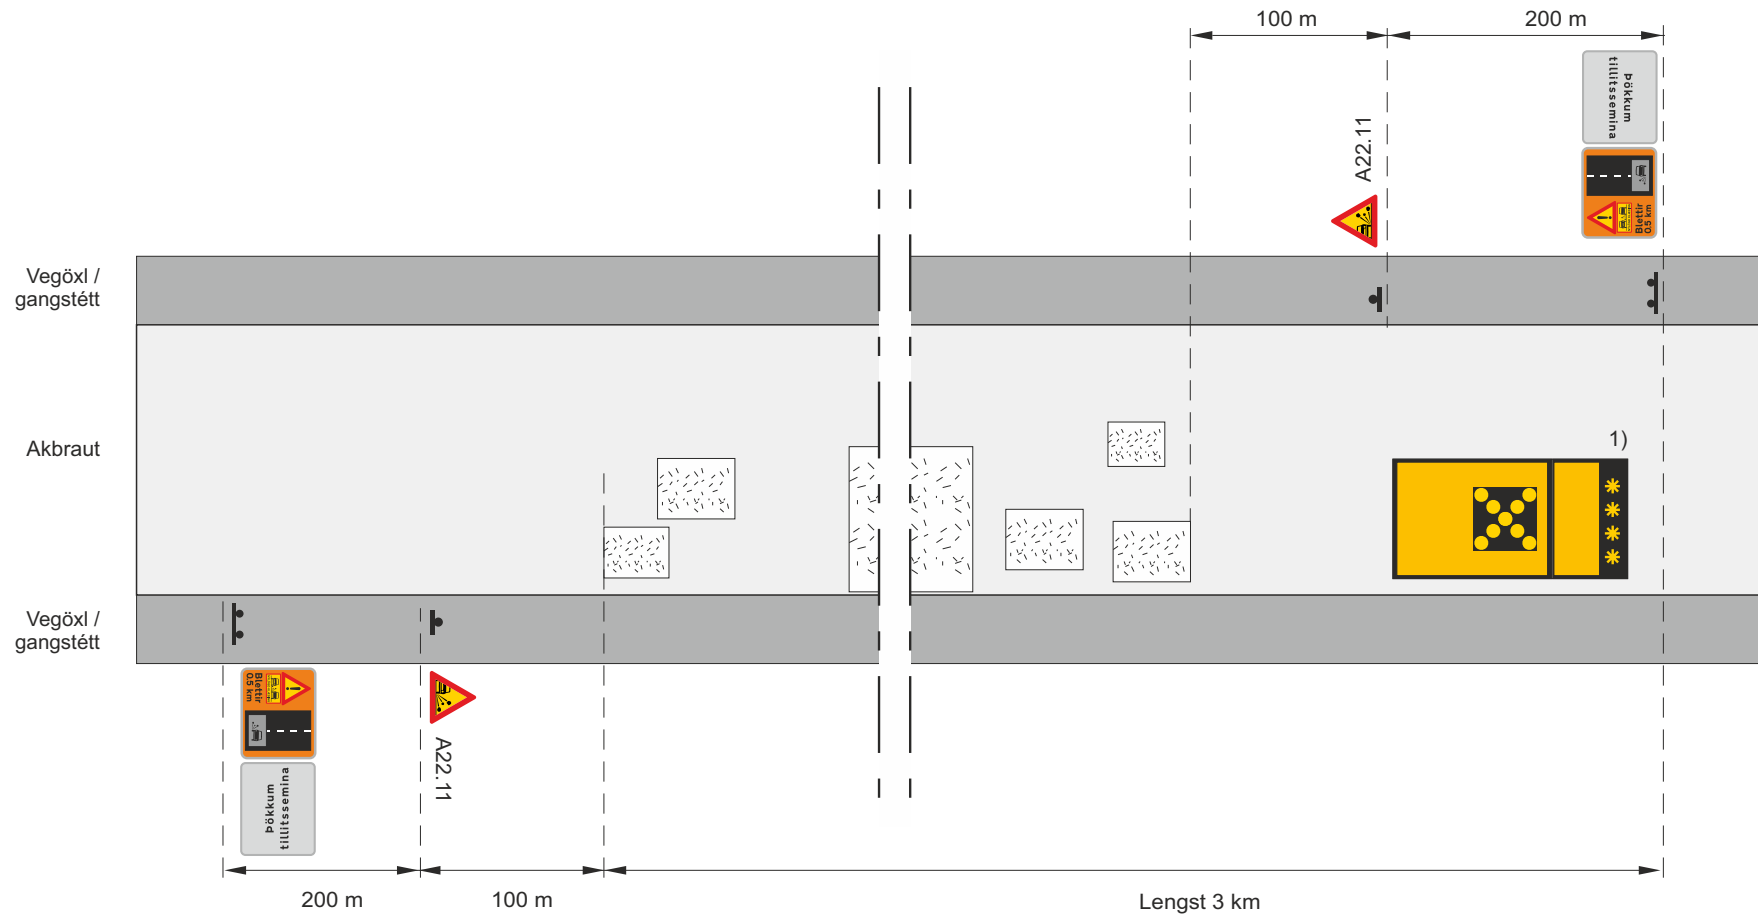 100 m
200 m
Þökkum
tillitssemina
A22.11
Blettir
0.5 km
Vegöxl /
gangstétt
Akbraut
1)
Vegöxl /
gangstétt
Blettir
0.5 km
A22.11
Þökkum
tillitssemina
200 m
100 m
Lengst 3 km